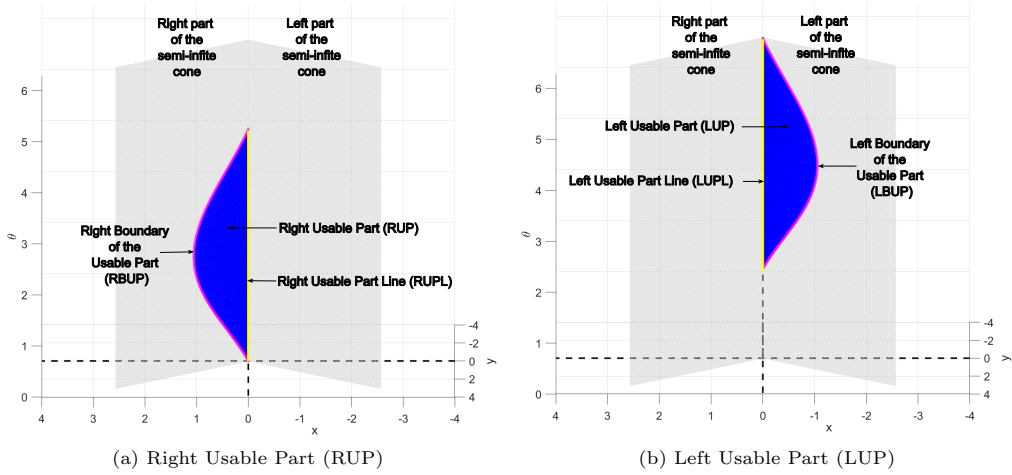 Right part
of the
semi-infite
cone
Left part
of the
semi-infite
cone
6
5
4
3
2
1
0
θ
Right Boundary
of the
Usable Part
(RBUP)
Right Usable Part (RUP)
Right Usable Part Line (RUPL)
-4
-2
0
2
4
y
4
3
2
1
0
-1
-2
-3
-4
x
(a) Right Usable Part (RUP)
Right part
of the
semi-infite
cone
Left part
of the
semi-infite
cone
6
5
4
3
2
1
0
θ
Left Usable Part (LUP)
Left Usable Part Line (LUPL)
Left Boundary
of the
Usable Part
(LBUP)
-4
-2
0
2
4
y
4
3
2
1
0
-1
-2
-3
-4
x
(b) Left Usable Part (LUP)